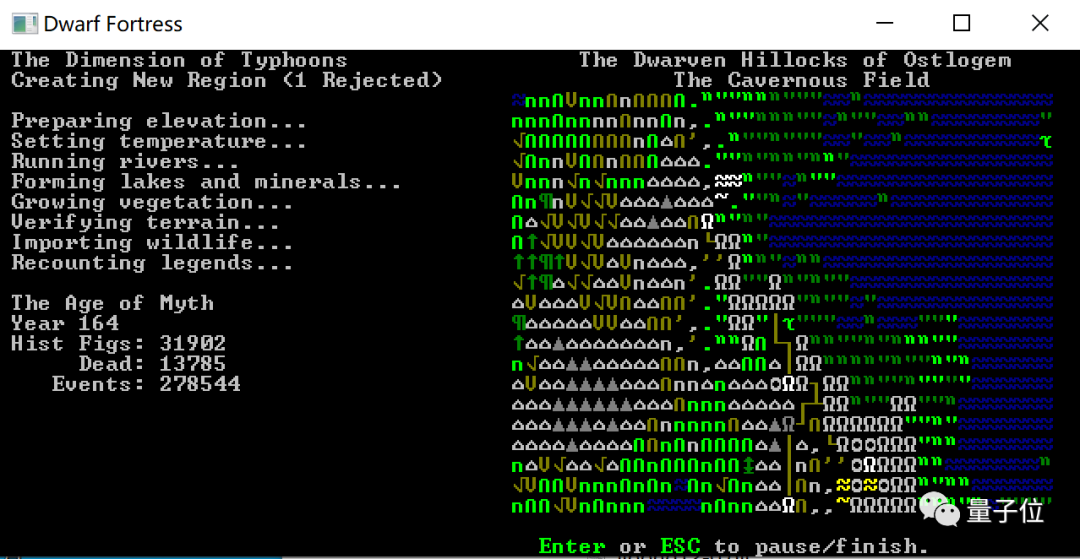 Dwarf Fortress
The Dimension of Typhoons
Creating New Region (1 Rejected)
Preparing elevation...
Setting temperature...
Running rivers...
Forming lakes and minerals...
Growing vegetation...
Verifying terrain...
Importing wildlife...
Recounting legends...
The Age of Myth
Year 164
Hist Figs: 31902
Dead: 13785
Events: 278544
The Dwarven Hillocks of Ostlogem
The Cavernous Field
量子位
Enter or ESC to pause/finish.